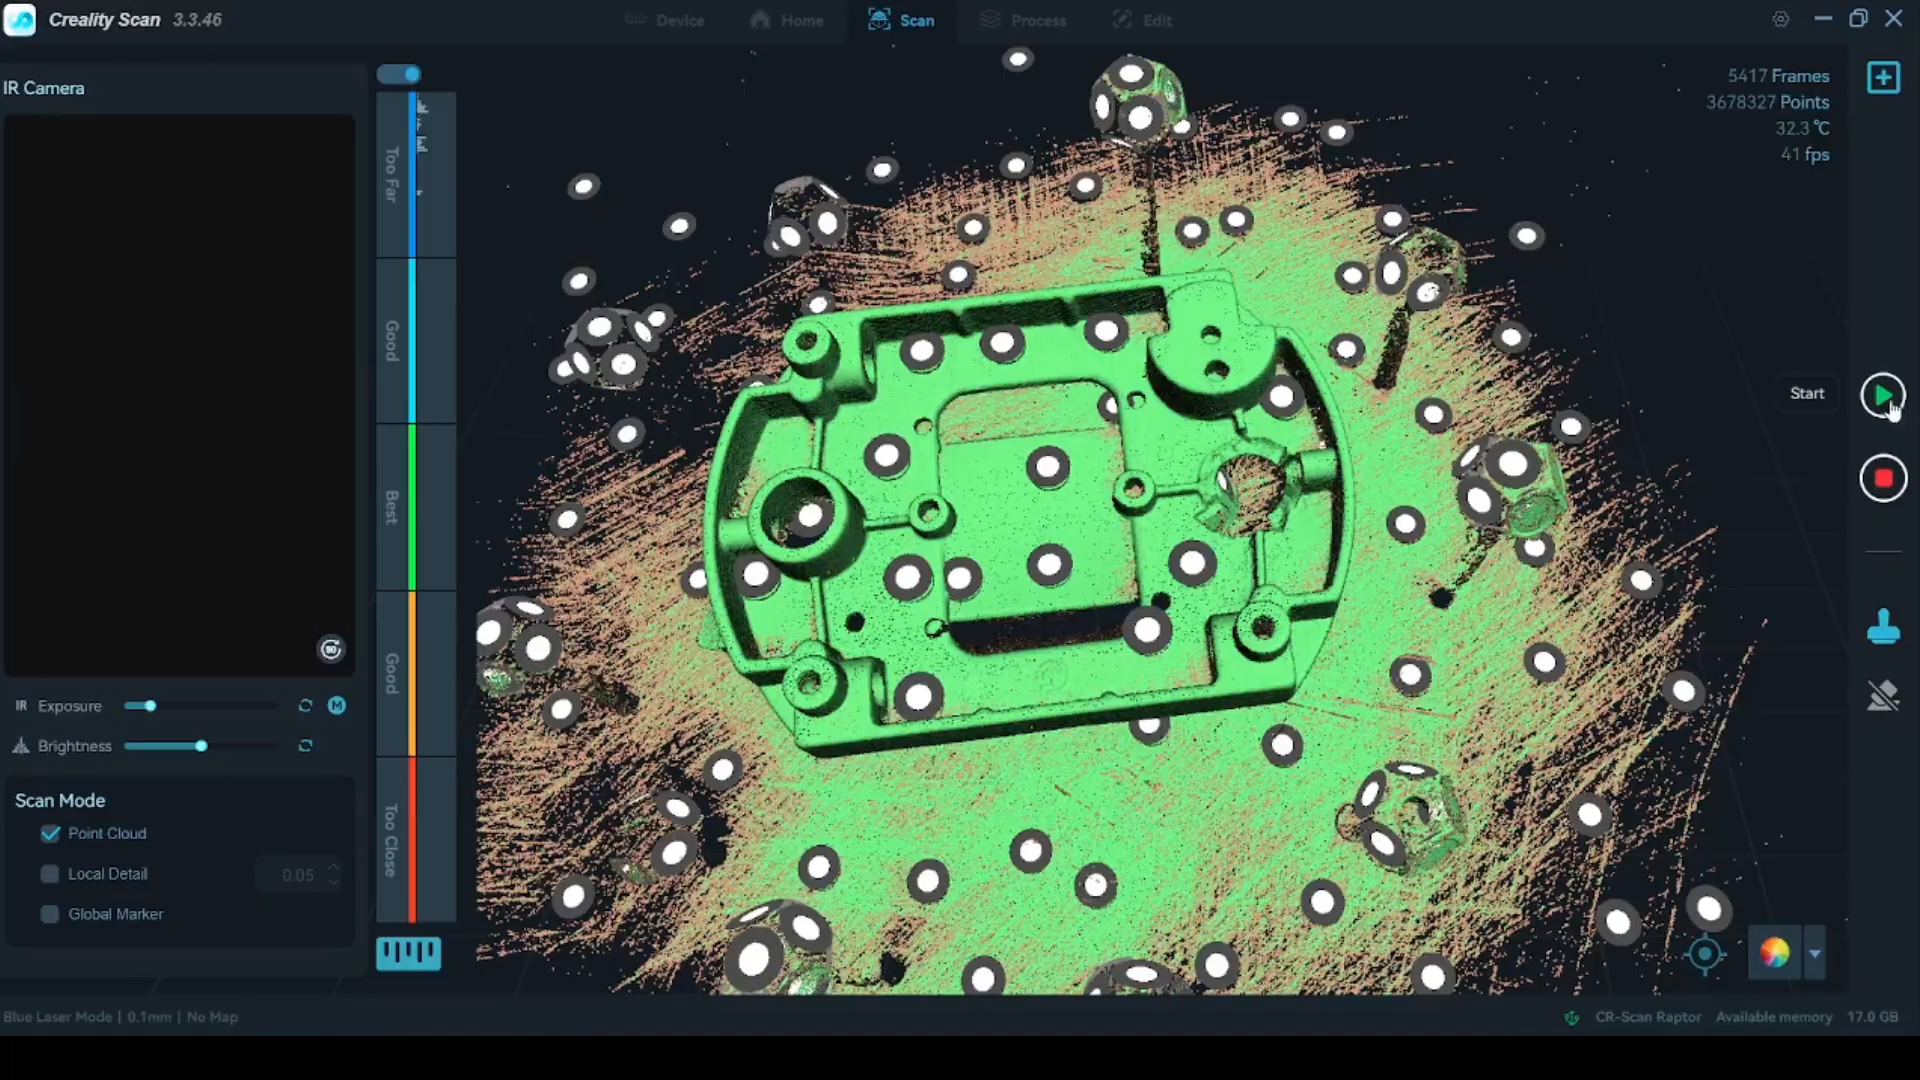 Creality Scan 3.3.46
Device
Home
Scan
Process
Edit
IR Camera
90
IR Exposure
M
Brightness
Scan Mode
Point Cloud
Local Detail 0.05
Global Marker
Too Far
Good
Best
Good
Too Close
5417 Frames
3678327 Points
32.3 ℃
41 fps
Start
Blue Laser Mode | 0.1mm | No Map
CR-Scan Raptor Available memory 17.0 GB